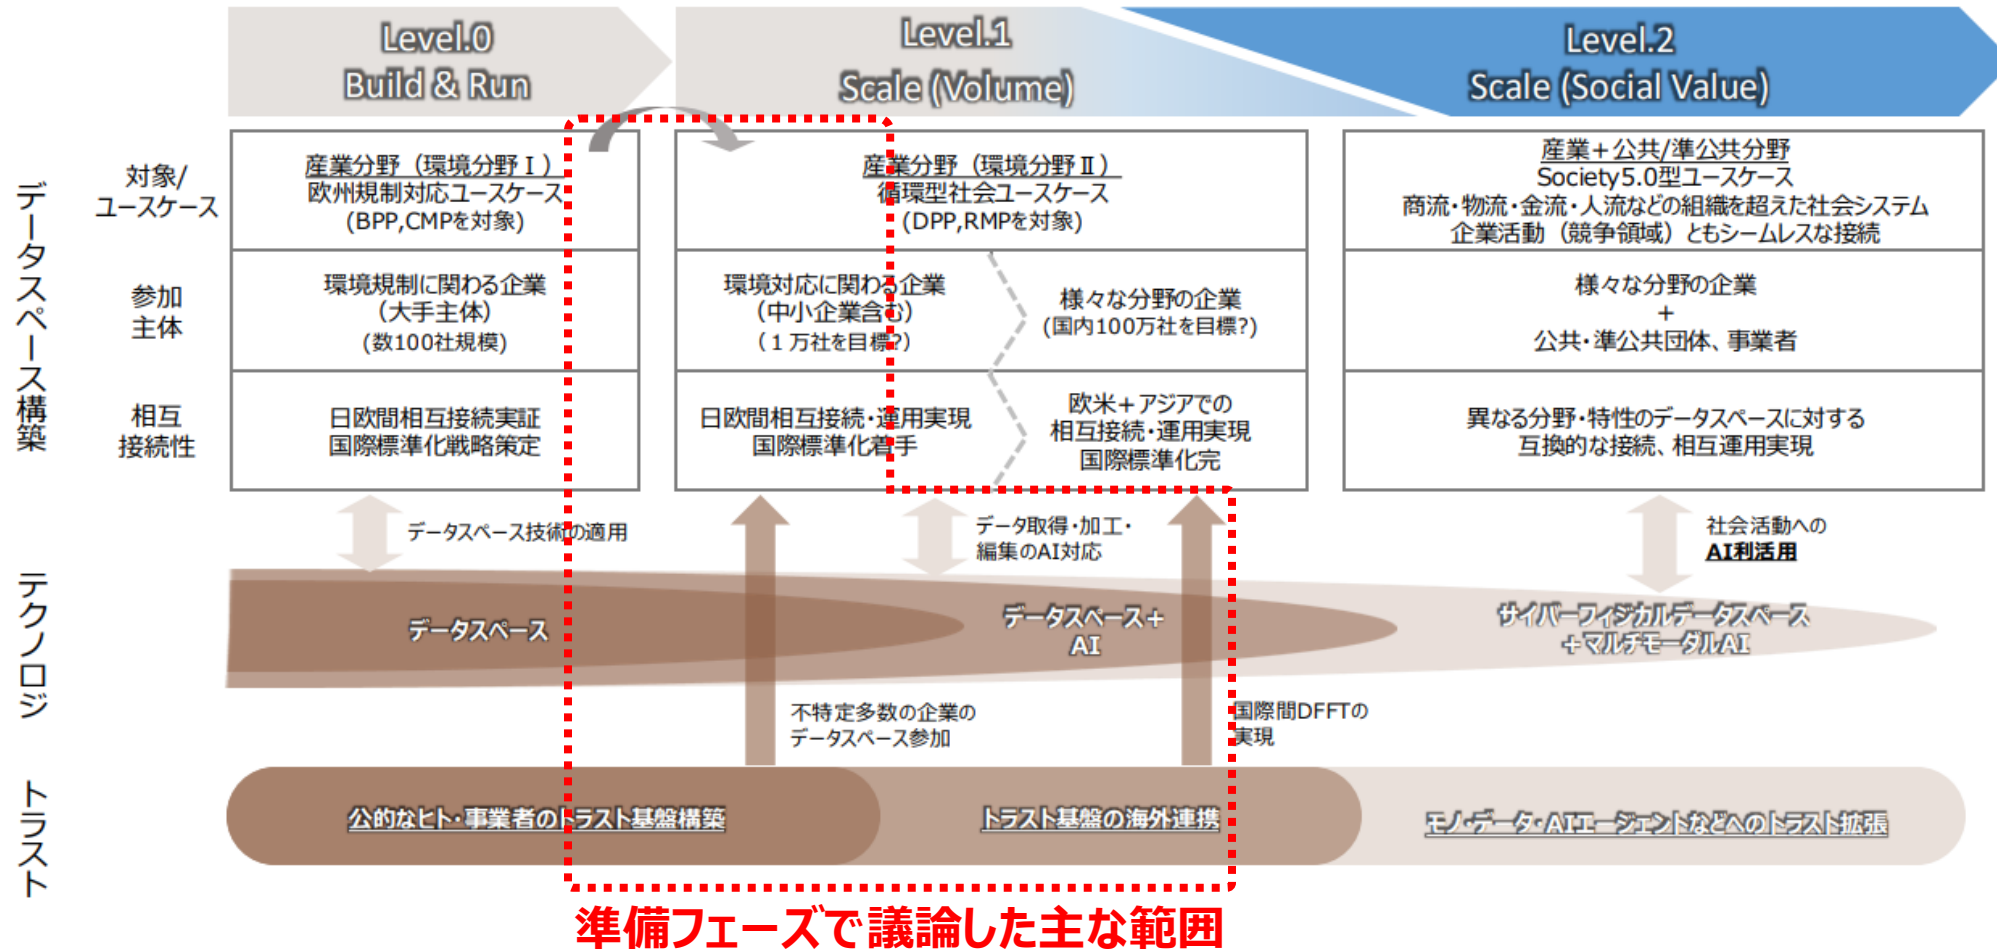 Level.0
Build & Run
Level.1
Scale (Volume)
Level.2
Scale (Social Value)
データスペース構築
対象/
ユースケース
産業分野（環境分野Ⅰ）
欧州規制対応ユースケース
(BPP,CMPを対象)
産業分野（環境分野Ⅱ）
循環型社会ユースケース
(DPP,RMPを対象)
産業＋公共/準公共分野
Society5.0型ユースケース
商流・物流・金流・人流などの組織を超えた社会システム
企業活動（競争領域）ともシームレスな接続
参加
主体
環境規制に関わる企業
（大手主体）
(数100社規模)
環境対応に関わる企業
（中小企業含む）
（１万社を目標?）
様々な分野の企業
(国内100万社を目標?)
様々な分野の企業
+
公共・準公共団体、事業者
相互
接続性
日欧間相互接続実証
国際標準化戦略策定
日欧間相互接続・運用実現
国際標準化着手
欧米＋アジアでの
相互接続・運用実現
国際標準化完
異なる分野・特性のデータスペースに対する
互換的な接続、相互運用実現
データスペース技術の適用
データ取得・加工・
編集のAI対応
社会活動への
AI利活用
テクノロジ
データスペース
データスペース＋
AI
サイバーフィジカルデータスペース
＋マルチモーダルAI
不特定多数の企業の
データスペース参加
国際間DFFTの
実現
トラスト
公的なヒト・事業者のトラスト基盤構築
トラスト基盤の海外連携
モノ・データ・AIエージェントなどへのトラスト拡張
準備フェーズで議論した主な範囲